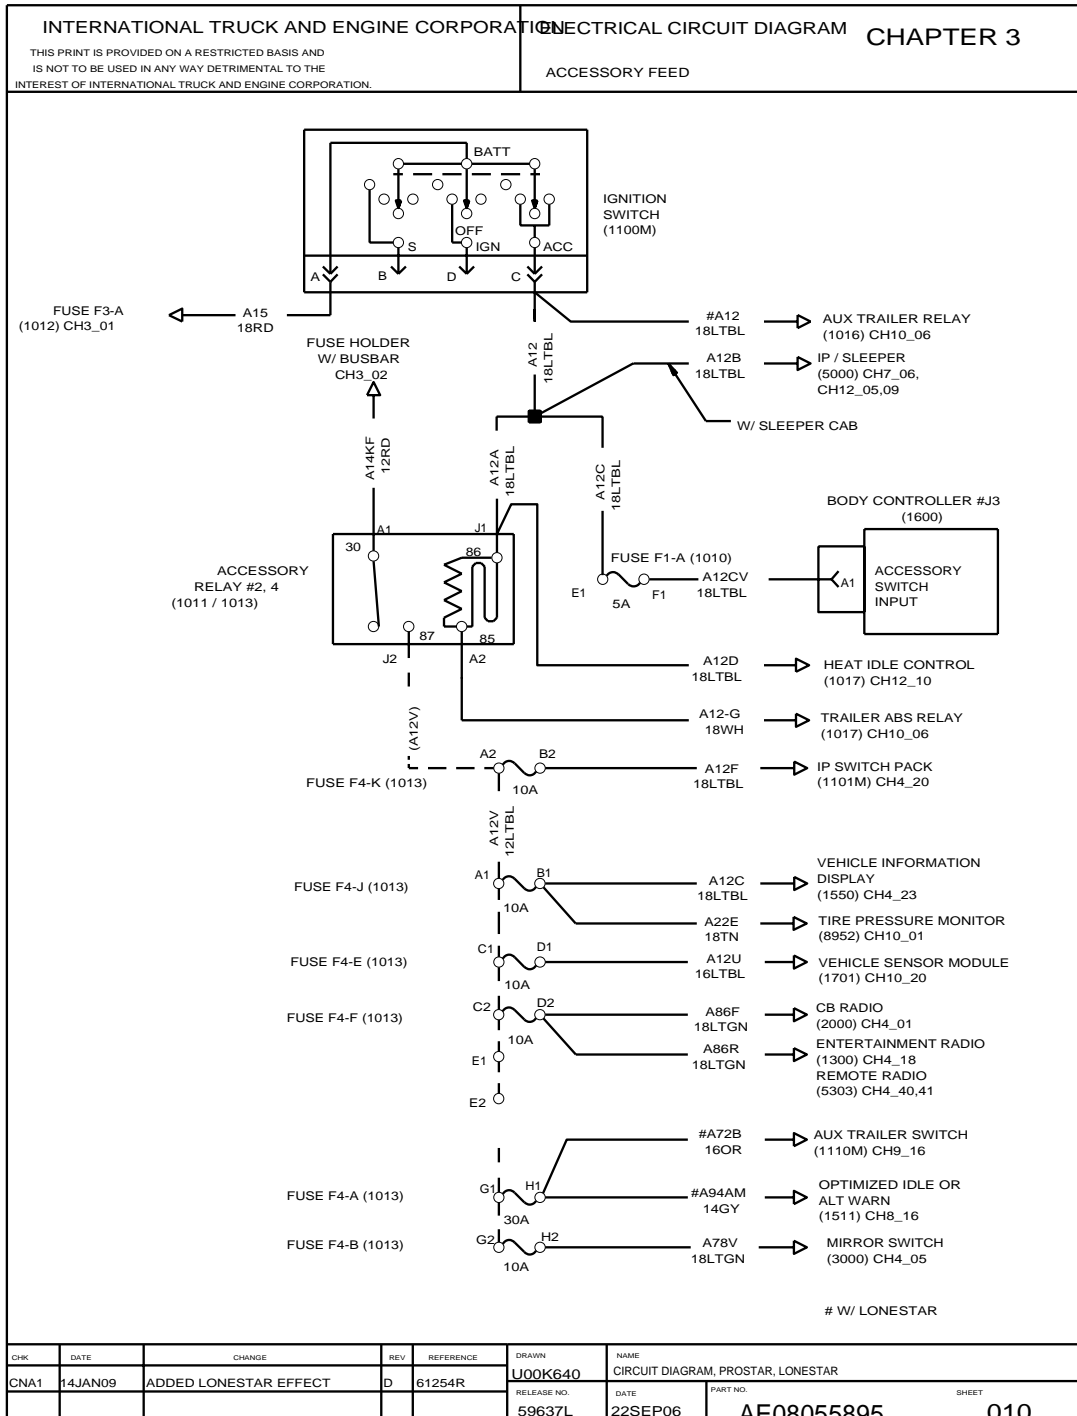 INTERNATIONAL TRUCK AND ENGINE CORPORATION
THIS PRINT IS PROVIDED ON A RESTRICTED BASIS AND
IS NOT TO BE USED IN ANY WAY DETRIMENTAL TO THE
INTEREST OF INTERNATIONAL TRUCK AND ENGINE CORPORATION.
ELECTRICAL CIRCUIT DIAGRAM
CHAPTER 3
ACCESSORY FEED
BATT
IGNITION
SWITCH
(1100M)
OFF
S
IGN
ACC
A
B
D
C
FUSE F3-A
(1012) CH3_01
A15
18RD
#A12
18LTBL
AUX TRAILER RELAY
(1016) CH10_06
FUSE HOLDER
W/ BUSBAR
CH3_02
A12
18LTBL
A12B
18LTBL
IP / SLEEPER
(5000) CH7_06,
CH12_05,09
W/ SLEEPER CAB
A14KF
12RD
A12A
18LTBL
A12C
18LTBL
BODY CONTROLLER #J3
(1600)
A1
J1
30
86
ACCESSORY
RELAY #2, 4
(1011 / 1013)
FUSE F1-A (1010)
E1
5A
F1
A12CV
18LTBL
A1
ACCESSORY
SWITCH
INPUT
87
85
J2
A2
A12D
18LTBL
HEAT IDLE CONTROL
(1017) CH12_10
(A12V)
A12-G
18WH
TRAILER ABS RELAY
(1017) CH10_06
FUSE F4-K (1013)
A2
B2
10A
A12F
18LTBL
IP SWITCH PACK
(1101M) CH4_20
A12V
12LTBL
FUSE F4-J (1013)
A1
B1
10A
A12C
18LTBL
VEHICLE INFORMATION
DISPLAY
(1550) CH4_23
A22E
18TN
TIRE PRESSURE MONITOR
(8952) CH10_01
FUSE F4-E (1013)
C1
D1
10A
A12U
16LTBL
VEHICLE SENSOR MODULE
(1701) CH10_20
FUSE F4-F (1013)
C2
D2
10A
A86F
18LTGN
CB RADIO
(2000) CH4_01
A86R
18LTGN
ENTERTAINMENT RADIO
(1300) CH4_18
REMOTE RADIO
(5303) CH4_40,41
E1
E2
#A72B
16OR
AUX TRAILER SWITCH
(1110M) CH9_16
FUSE F4-A (1013)
G1
H1
30A
#A94AM
14GY
OPTIMIZED IDLE OR
ALT WARN
(1511) CH8_16
FUSE F4-B (1013)
G2
H2
10A
A78V
18LTGN
MIRROR SWITCH
(3000) CH4_05
# W/ LONESTAR
CHK DATE CHANGE REV REFERENCE
CNA1 14JAN09 ADDED LONESTAR EFFECT D 61254R
DRAWN
U00K640
NAME
CIRCUIT DIAGRAM, PROSTAR, LONESTAR
RELEASE NO.
59637L
DATE
22SEP06
PART NO.
AE08055895
SHEET
010